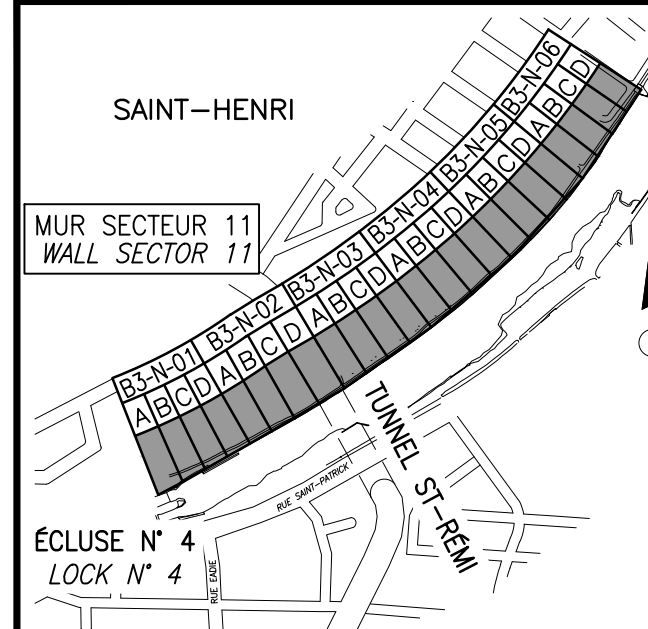 SAINT-HENRI
MUR SECTEUR 11
WALL SECTOR 11
B3-N-01 B3-N-02 B3-N-03 B3-N-04 B3-N-05 B3-N-06
A B C D A B C D A B C D A B C D A B C D A B C D
TUNNEL ST-RÉMI
RUE SAINT-PATRICK
ÉCLUSE N° 4
LOCK N° 4
RUE EADIE